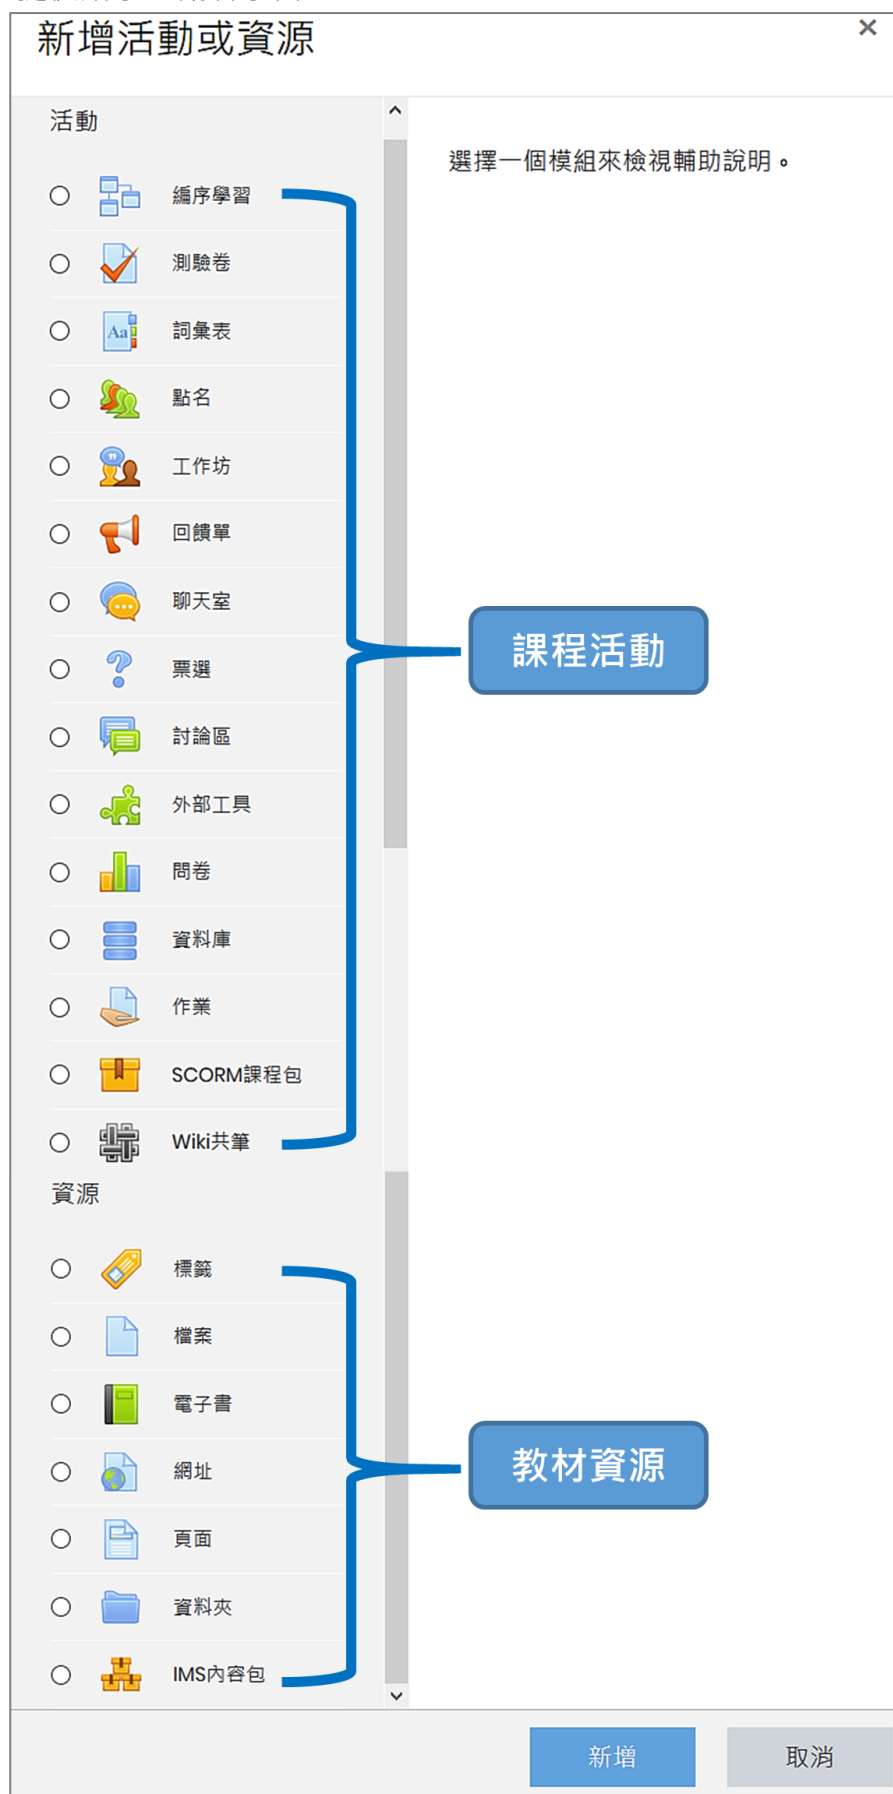 新增活動或資源
×
活動
選擇一個模組來檢視輔助說明。
編序學習
測驗卷
Aa
詞彙表
點名
工作坊
回饋單
聊天室
課程活動
票選
討論區
外部工具
問卷
資料庫
作業
SCORM課程包
Wiki共筆
資源
標籤
檔案
電子書
教材資源
網址
頁面
資料夾
IMS內容包
新增
取消